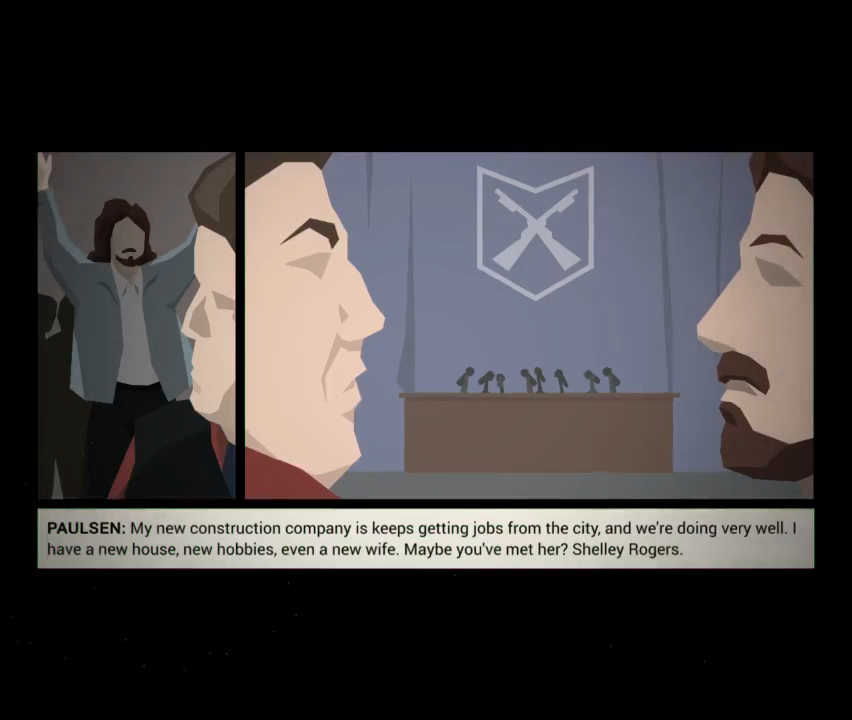 PAULSEN: My new construction company is keeps getting jobs from the city, and we're doing very well. I
have a new house, new hobbies, even a new wife. Maybe you've met her? Shelley Rogers.